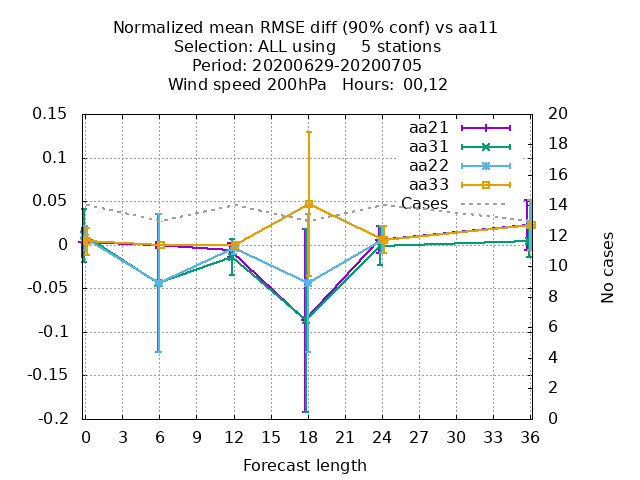 Normalized mean RMSE diff (90% conf) vs aa11
Selection: ALL using     5 stations
Period: 20200629-20200705
Wind speed 200hPa   Hours:  00,12
0.15
0.1
0.05
0
-0.05
-0.1
-0.15
-0.2
20
18
16
14
12
10
8
6
4
2
0
aa21
aa31
aa22
aa33
Cases
No cases
0 3 6 9 12 15 18 21 24 27 30 33 36
Forecast length